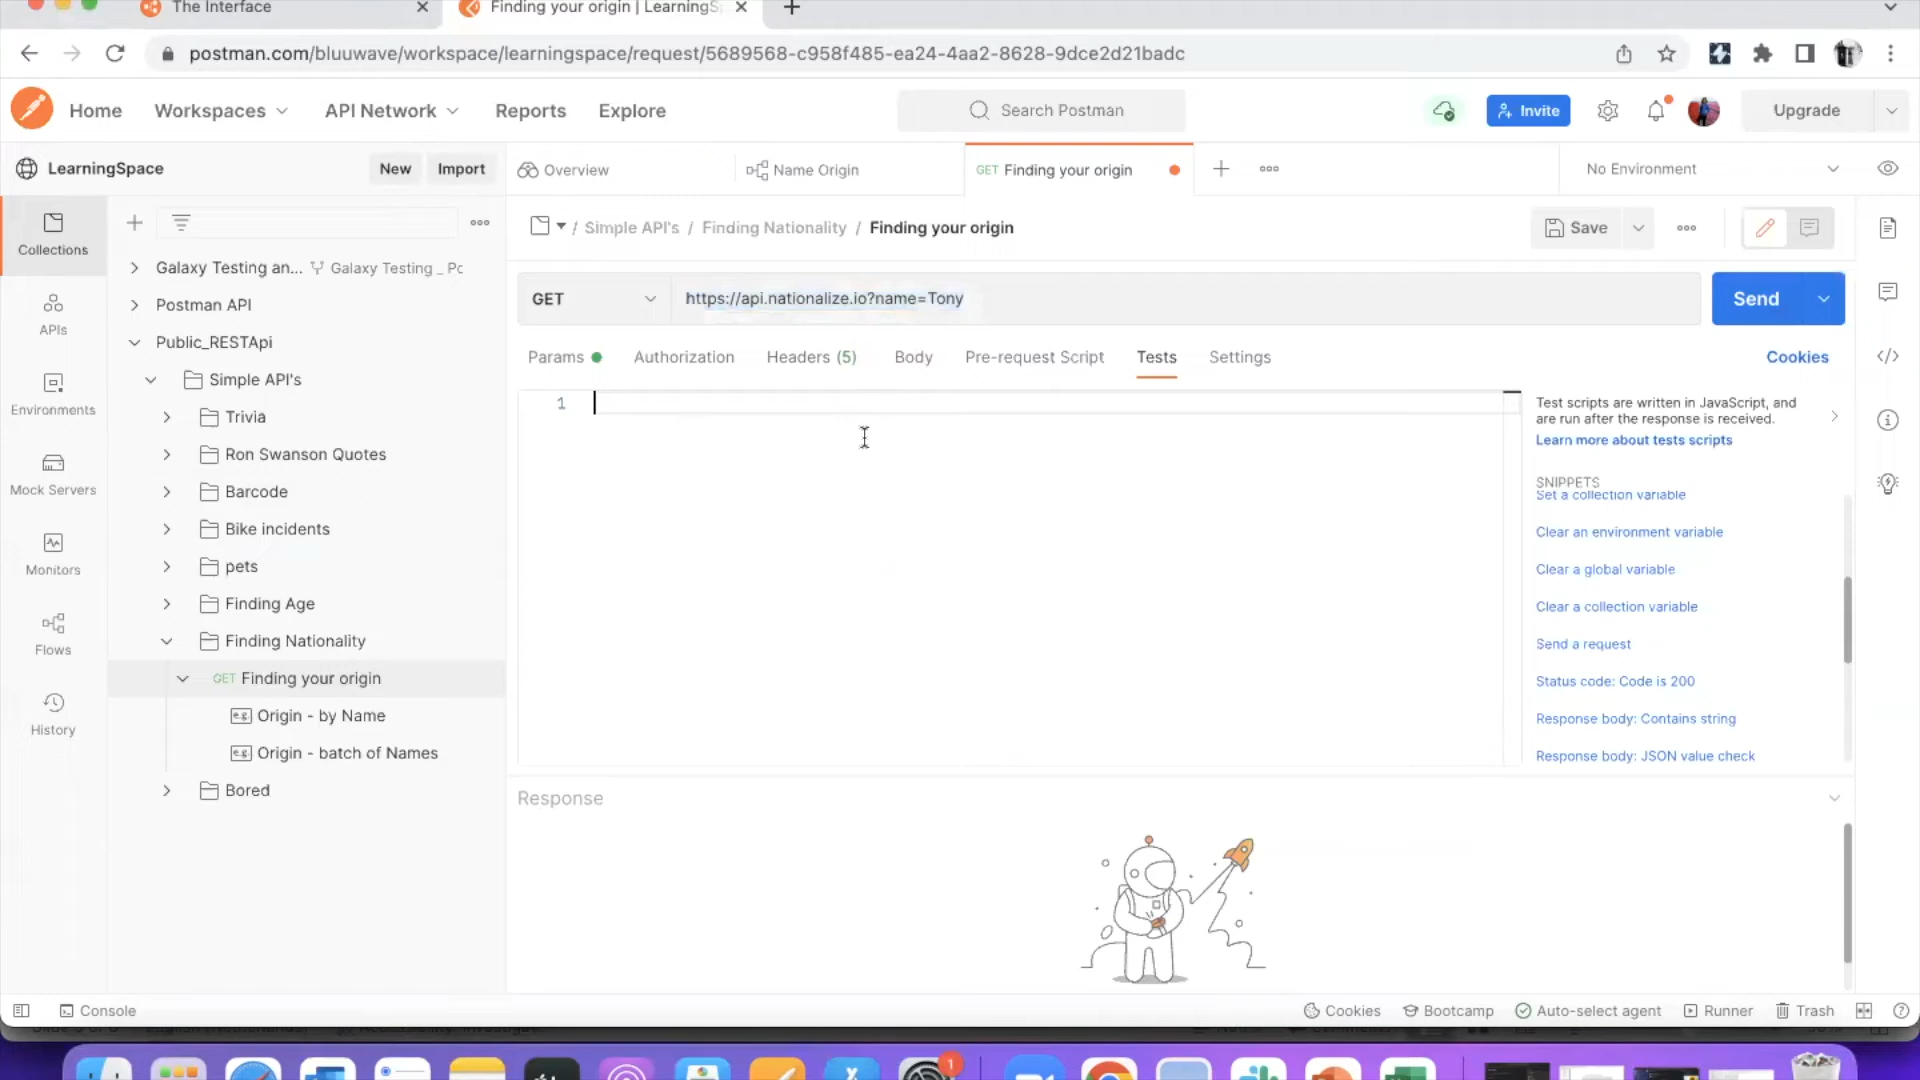 The Interface
Finding your origin | LearningS
postman.com/bluuwave/workspace/learningspace/request/5689568-c958f485-ea24-4aa2-8628-9dce2d21badc
Home
Workspaces
API Network
Reports
Explore
Search Postman
Invite
Upgrade
LearningSpace
New
Import
Overview
Name Origin
GET Finding your origin
No Environment
Collections
APIs
Environments
Mock Servers
Monitors
Flows
History
Galaxy Testing an... Galaxy Testing _ Pc
Postman API
Public_RESTApi
Simple API's
Trivia
Ron Swanson Quotes
Barcode
Bike incidents
pets
Finding Age
Finding Nationality
GET Finding your origin
e.g. Origin - by Name
e.g. Origin - batch of Names
Bored
/ Simple API's / Finding Nationality / Finding your origin
Save
GET
https://api.nationalize.io?name=Tony
Send
Params
Authorization
Headers (5)
Body
Pre-request Script
Tests
Settings
Cookies
1
Test scripts are written in JavaScript, and
are run after the response is received.
Learn more about tests scripts
SNIPPETS
Set a collection variable
Clear an environment variable
Clear a global variable
Clear a collection variable
Send a request
Status code: Code is 200
Response body: Contains string
Response body: JSON value check
Response
Console
Cookies
Bootcamp
Auto-select agent
Runner
Trash
1